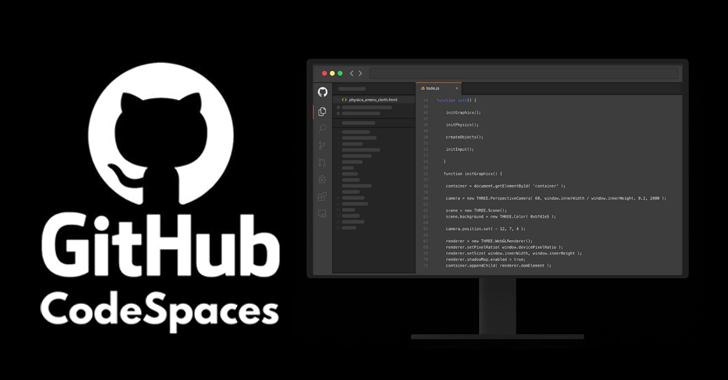 GitHub
CodeSpaces
physics_ammo_cloth.html
todo.js
function init() {
initGraphics();
initPhysics();
createObjects();
initInput();
}
function initGraphics() {
container = document.getElementById( 'container' );
camera = new THREE.PerspectiveCamera( 60, window.innerWidth / window.innerHeight, 0.2, 2000 );
scene = new THREE.Scene();
scene.background = new THREE.Color( 0xbfd1e5 );
camera.position.set( - 12, 7, 4 );
renderer = new THREE.WebGLRenderer();
renderer.setPixelRatio( window.devicePixelRatio );
renderer.setSize( window.innerWidth, window.innerHeight );
renderer.shadowMap.enabled = true;
container.appendChild( renderer.domElement );